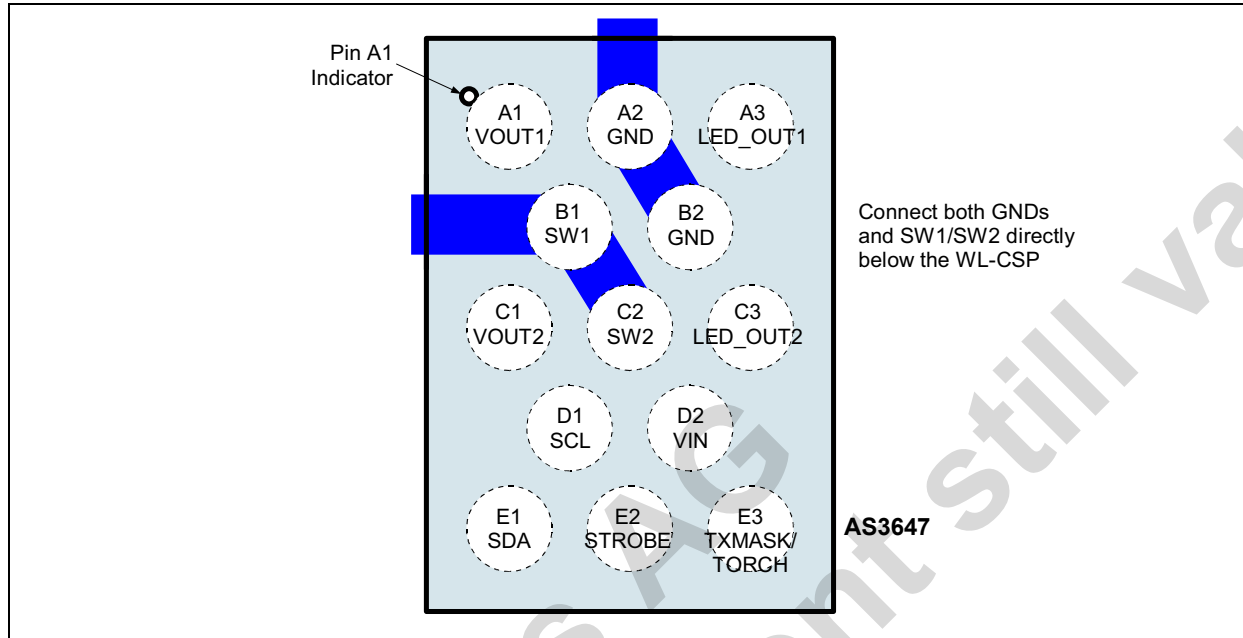 Pin A1
Indicator
A1
VOUT1
A2
GND
A3
LED_OUT1
B1
SW1
B2
GND
Connect both GNDs
and SW1/SW2 directly
below the WL-CSP
C1
VOUT2
C2
SW2
C3
LED_OUT2
D1
SCL
D2
VIN
E1
SDA
E2
STROBE
E3
TXMASK/
TORCH
AS3647
AG
still